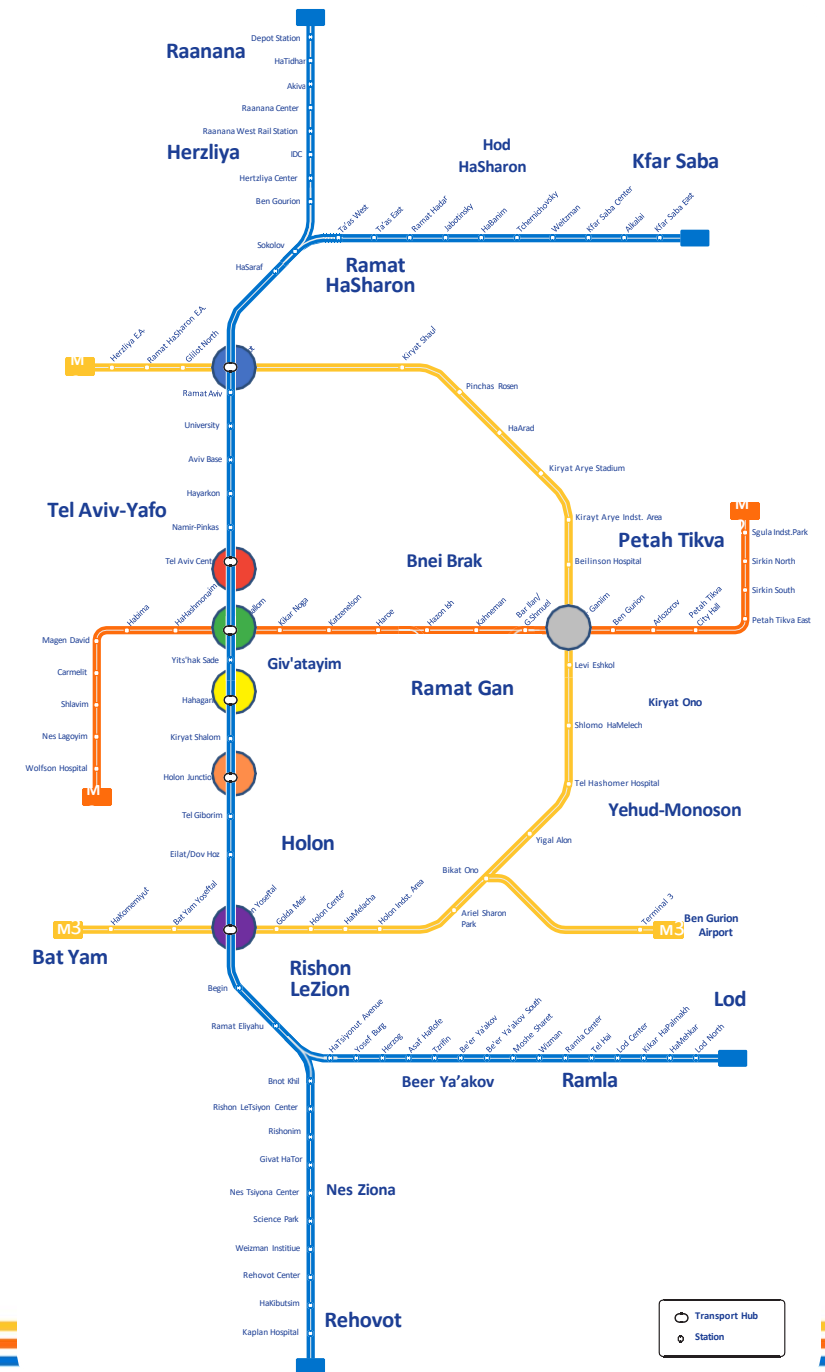 Depot Station
Raanana
HaTidhar
Akiva
Raanana Center
Raanana West Rail Station
Herzliya
IDC
Hertzliya Center
Ben Gourion
Hod
HaSharon
Kfar Saba
Ta'as West
Ta'as East
Ramat Hadar
Jabotinsky
HaBanim
Tchernichovsky
Weitzman
Kfar Saba Center
Alkalai
Kfar Saba East
Sokolov
HaSaraf
Ramat
HaSharon
M
Herzliya E.A.
Ramat HaSharon E.A.
Glilot North
Kiryat Shaul
Pinchas Rosen
HaArad
Kiryat Arye Stadium
Kirayt Arye Indst. Area
Beilinson Hospital
Ramat Aviv
University
Aviv Base
Hayarkon
Namir-Pinkas
Tel Aviv-Yafo
Tel Aviv Cent
Bnei Brak
Petah Tikva
M
Sgula Indst.Park
Sirkin North
Sirkin South
Petah Tikva East
Magen David
Habima
HaHashmonaim
Kikar Noga
Katzenelson
Haroe
Hazon Ish
Kahneman
Bar Ilan/
G.Shmuel
Ganiim
Ben Gurion
Arlozorov
Petah Tikva
City Hall
Carmelit
Shlavim
Nes Lagoyim
Wolfson Hospital
M
Yits'hak Sade
Giv'atayim
Hahagan
Kiryat Shalom
Holon Junctio
Ramat Gan
Levi Eshkol
Kiryat Ono
Shlomo HaMelech
Tel Hashomer Hospital
Yehud-Monoson
Yigal Alon
Tel Giborim
Eilat/Dov Hoz
Holon
Bikat Ono
Ariel Sharon
Park
M3
HaKomemiyut
Bat Yam Yoseftal
n Yoseftal
Golda Meir
Holon Center
HaMelacha
Holon Indst. Area
Terminal 3
M3
Ben Gurion
Airport
Bat Yam
Rishon
LeZion
Begin
Ramat Eliyahu
Lod
HaTsiyonut Avenue
Yosef Burg
Herzog
Asaf HaRofe
Tzrifin
Be'er Ya'akov
Be'er Ya'akov South
Moshe Sharet
Wizman
Ramla Center
Tel Hai
Lod Center
Kikar HaPalmakh
HaMehkar
Lod North
Beer Ya'akov
Ramla
Bnot Khil
Rishon LeTsiyon Center
Rishonim
Givat HaTor
Nes Tsiyona Center
Nes Ziona
Science Park
Weizman Institiue
Rehovot Center
HaKibutsim
Kaplan Hospital
Rehovot
Transport Hub
Station